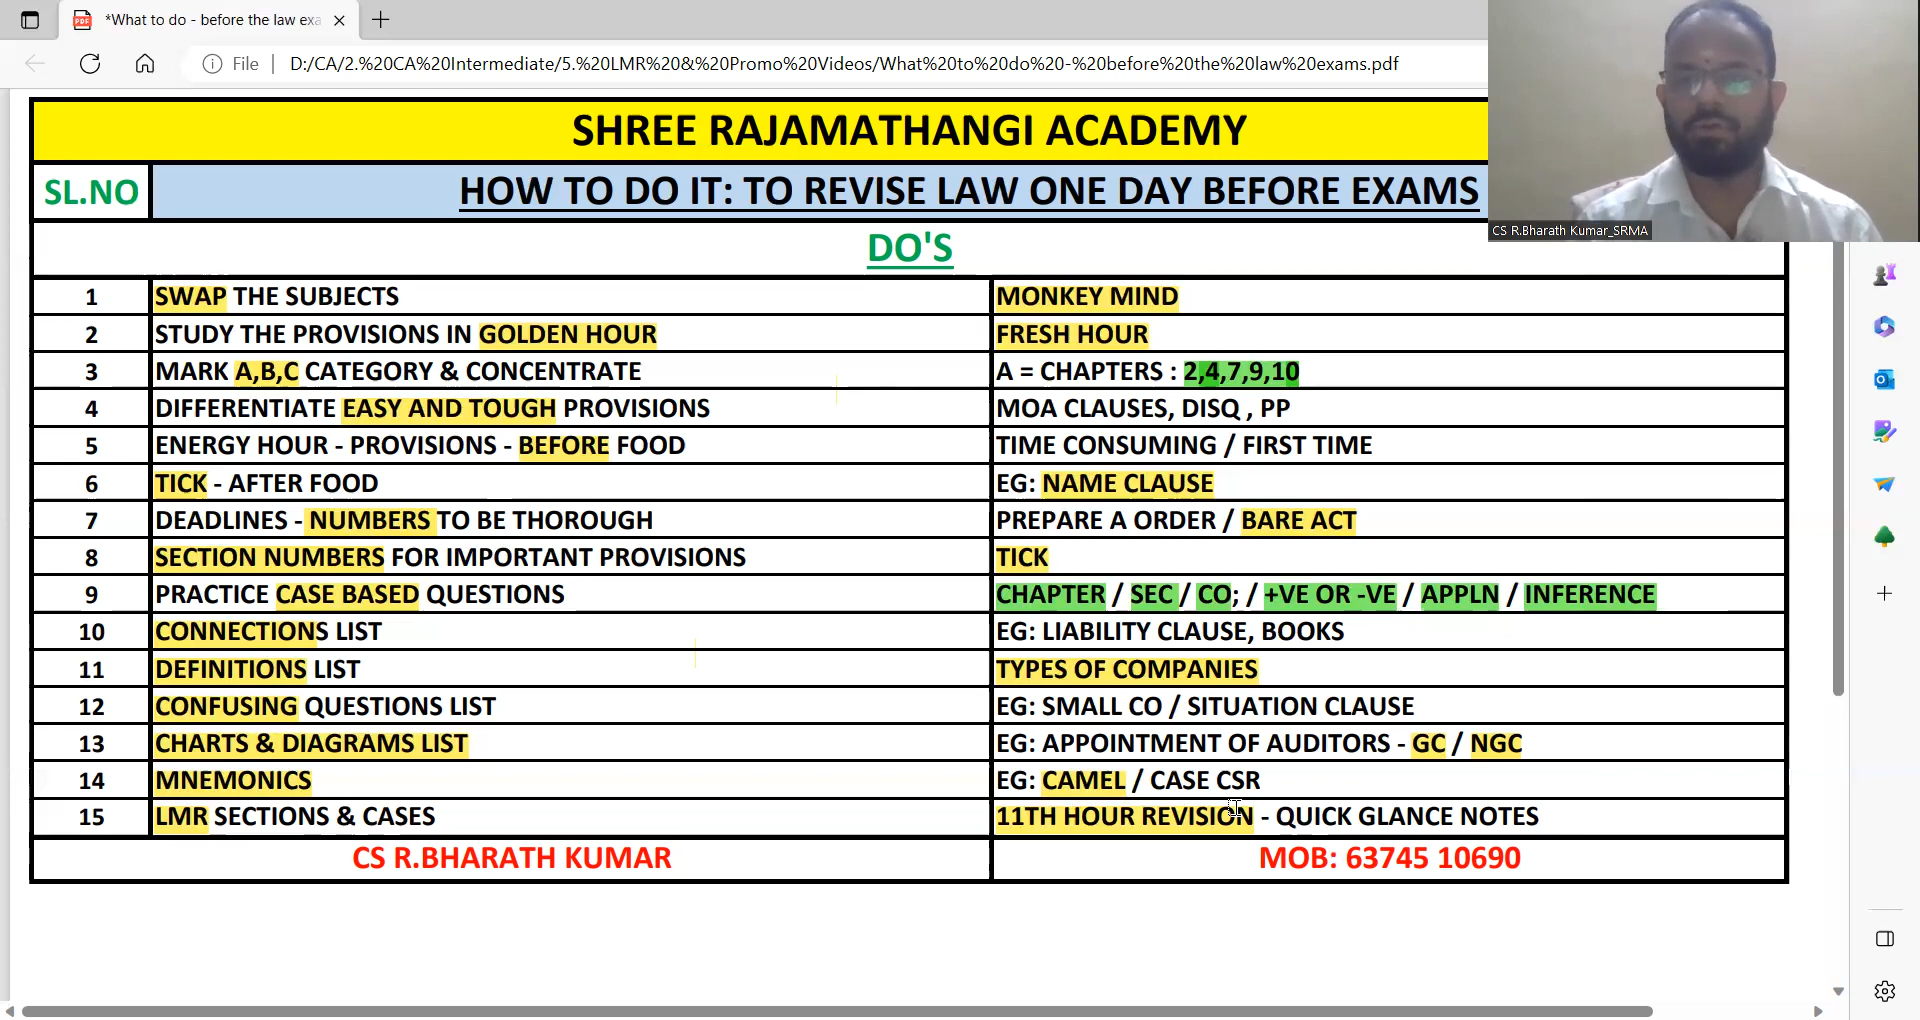 *What to do - before the law exa
File
D:/CA/2.%20CA%20Intermediate/5.%20LMR%20&%20Promo%20Videos/What%20to%20do%20-%20before%20the%20law%20exams.pdf
SHREE RAJAMATHANGI ACADEMY
SL.NO HOW TO DO IT: TO REVISE LAW ONE DAY BEFORE EXAMS
CS R.Bharath Kumar_SRMA
DO'S
1 SWAP THE SUBJECTS MONKEY MIND
2 STUDY THE PROVISIONS IN GOLDEN HOUR FRESH HOUR
3 MARK A,B,C CATEGORY & CONCENTRATE A = CHAPTERS : 2,4,7,9,10
4 DIFFERENTIATE EASY AND TOUGH PROVISIONS MOA CLAUSES, DISQ , PP
5 ENERGY HOUR - PROVISIONS - BEFORE FOOD TIME CONSUMING / FIRST TIME
6 TICK - AFTER FOOD EG: NAME CLAUSE
7 DEADLINES - NUMBERS TO BE THOROUGH PREPARE A ORDER / BARE ACT
8 SECTION NUMBERS FOR IMPORTANT PROVISIONS TICK
9 PRACTICE CASE BASED QUESTIONS CHAPTER / SEC / CO; / +VE OR -VE / APPLN / INFERENCE
10 CONNECTIONS LIST EG: LIABILITY CLAUSE, BOOKS
11 DEFINITIONS LIST TYPES OF COMPANIES
12 CONFUSING QUESTIONS LIST EG: SMALL CO / SITUATION CLAUSE
13 CHARTS & DIAGRAMS LIST EG: APPOINTMENT OF AUDITORS - GC / NGC
14 MNEMONICS EG: CAMEL / CASE CSR
15 LMR SECTIONS & CASES 11TH HOUR REVISION - QUICK GLANCE NOTES
CS R.BHARATH KUMAR MOB: 63745 10690